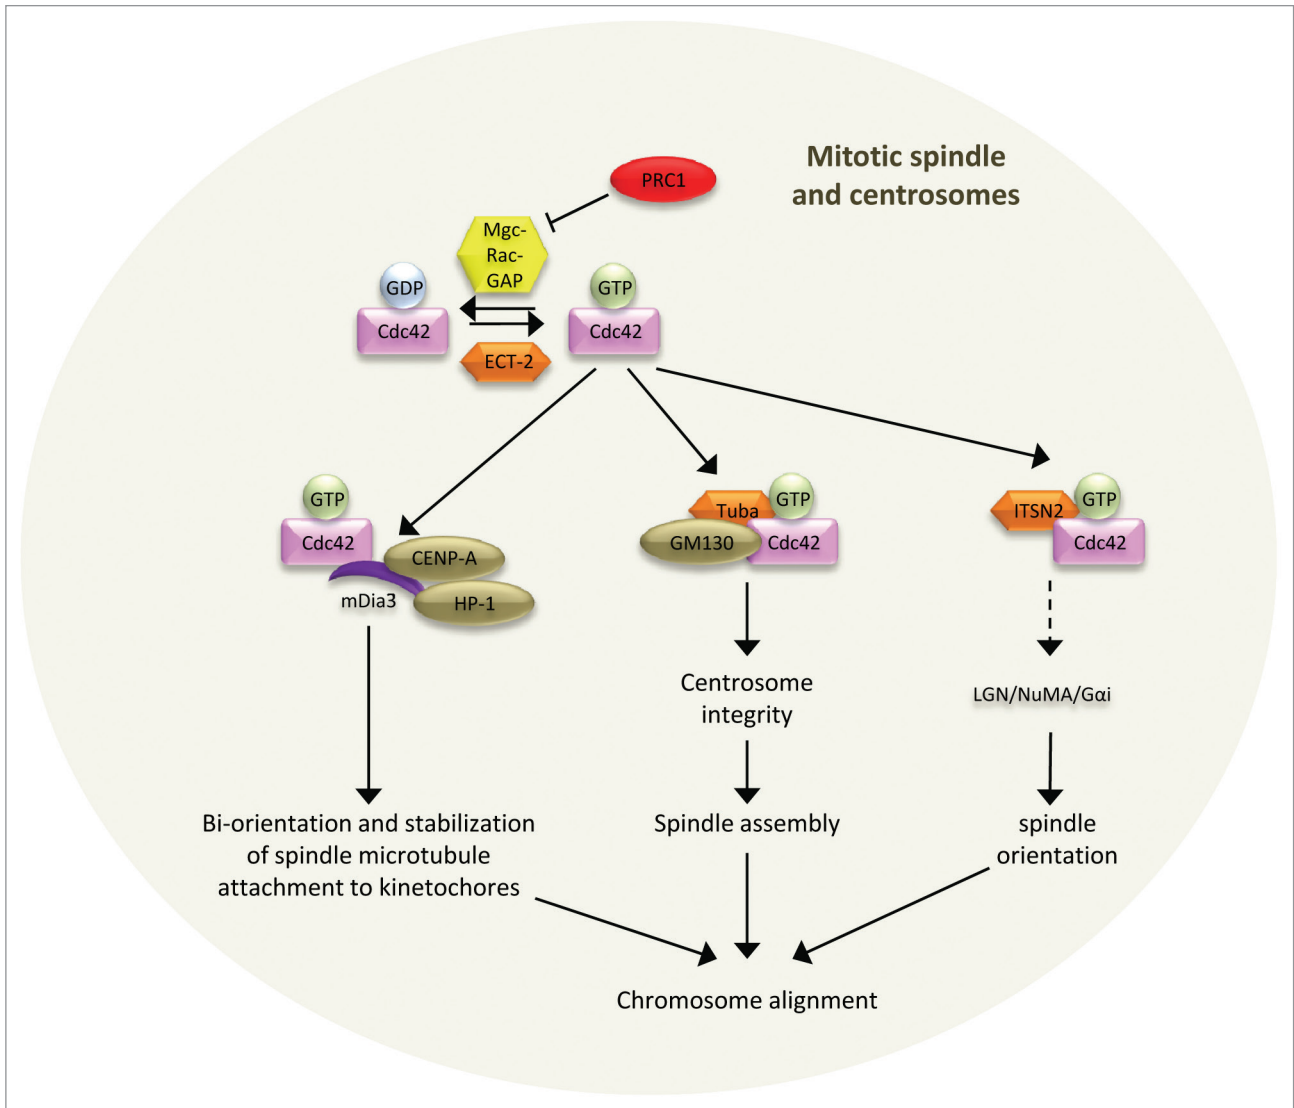 Mitotic spindle
and centrosomes
PRC1
Mgc-
Rac-
GAP
GDP
Cdc42
GTP
Cdc42
ECT-2
GTP
Cdc42
CENP-A
mDia3
HP-1
Tuba
GTP
GM130
Cdc42
ITSN2
GTP
Cdc42
Centrosome
integrity
LGN/NuMA/Gαi
Bi-orientation and stabilization
of spindle microtubule
attachment to kinetochores
Spindle assembly
spindle
orientation
Chromosome alignment